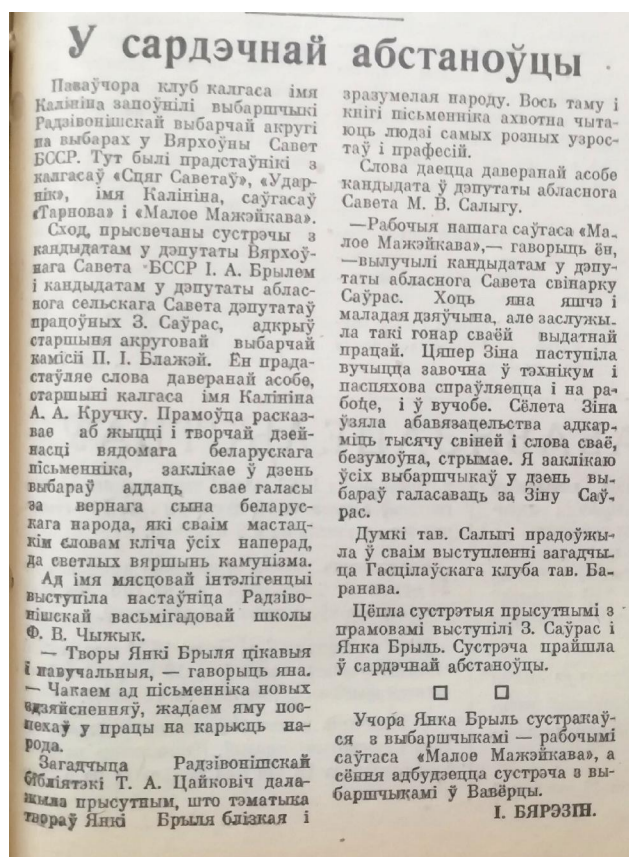 У сардэчнай абстаноўцы
Паваўчора клуб калгаса імя
Калініна запоўнілі выбаршчыкі
Радзівонішскай выбарчай акругі
на выбарах у Вярхоўны Савет
БССР. Тут былі прадстаўнікі з
калгасаў «Сцяг Саветаў», «Удар-
нік», імя Калініна, саўгасаў
«Тарнова» і «Малое Мажэйкава».
Сход, прысвечаны сустрэчы з
кандыдатам у дэпутаты Вярхоў-
нага Савета БССР І. А. Брылем
і кандыдатам у дэпутаты аблас-
нога сельскага Савета дэпутатаў
працоўных З. Саўрас, адкрыў
старшыня акруговай выбарчай
камісіі П. І. Блажэй. Ён прада-
стаўляе слова даверанай асобе,
старшыні калгаса імя Калініна
А. А. Кручку. Прамоўца расказ-
вае аб жыцці і творчай дзей-
насці вядомага беларускага
пісьменніка, заклікае ў дзень
выбараў аддаць свае галасы
за вернага сына беларус-
кага народа, які сваім мастац-
кім словам кліча ўсіх наперад,
да светлых вяршынь камунізма.
Ад імя мясцовай інтэлігенцыі
выступіла настаўніца Радзіво-
нішскай васьмігадовай школы
Ф. В. Чыжык.
— Творы Янкі Брыля цікавыя
і навучальныя, — гаворыць яна.
— Чакаем ад пісьменніка новых
здзяйсненняў, жадаем яму пос-
пехаў у працы на карысць на-
рода.
Загадчыца Радзівонішскай
бібліятэкі Т. А. Цайковіч дала-
жыла прысутным, што тэматыка
твораў Янкі Брыля блізкая і
зразумелая народу. Вось таму і
кнігі пісьменніка ахвотна чыта-
юць людзі самых розных узрос-
таў і прафесій.
Слова даецца даверанай асобе
кандыдата ў дэпутаты абласнога
Савета М. В. Салыгу.
—Рабочыя нашага саўгаса «Ма-
лое Мажэйкава»,— гаворыць ён,
—вылучылі кандыдатам у дэпу-
таты абласнога Савета свінарку
Саўрас. Хоць яна яшчэ і
маладая дзяўчына, але заслужы-
ла такі гонар сваёй выдатнай
працай. Цяпер Зіна паступіла
вучыцца завочна ў тэхнікум і
паспяхова спраўляецца і на ра-
боце, і ў вучобе. Сёлета Зіна
ўзяла абавязацельства адкар-
міць тысячу свіней і слова сваё,
безумоўна, стрымае. Я заклікаю
ўсіх выбаршчыкаў у дзень вы-
бараў галасаваць за Зіну Саў-
рас.
Думкі тав. Салыгі прадоўжы-
ла ў сваім выступленні загадчы-
ца Гасцілаўскага клуба тав. Ба-
ранава.
Цёпла сустрэтыя прысутнымі з
прамовамі выступілі З. Саўрас і
Янка Брыль. Сустрэча прайшла
ў сардэчнай абстаноўцы.
Учора Янка Брыль сустракаў-
ся з выбаршчыкамі — рабочымі
саўгаса «Малое Мажэйкава», а
сёння адбудзецца сустрэча з вы-
баршчыкамі ў Вавёрцы.
І. БЯРЭЗІН.